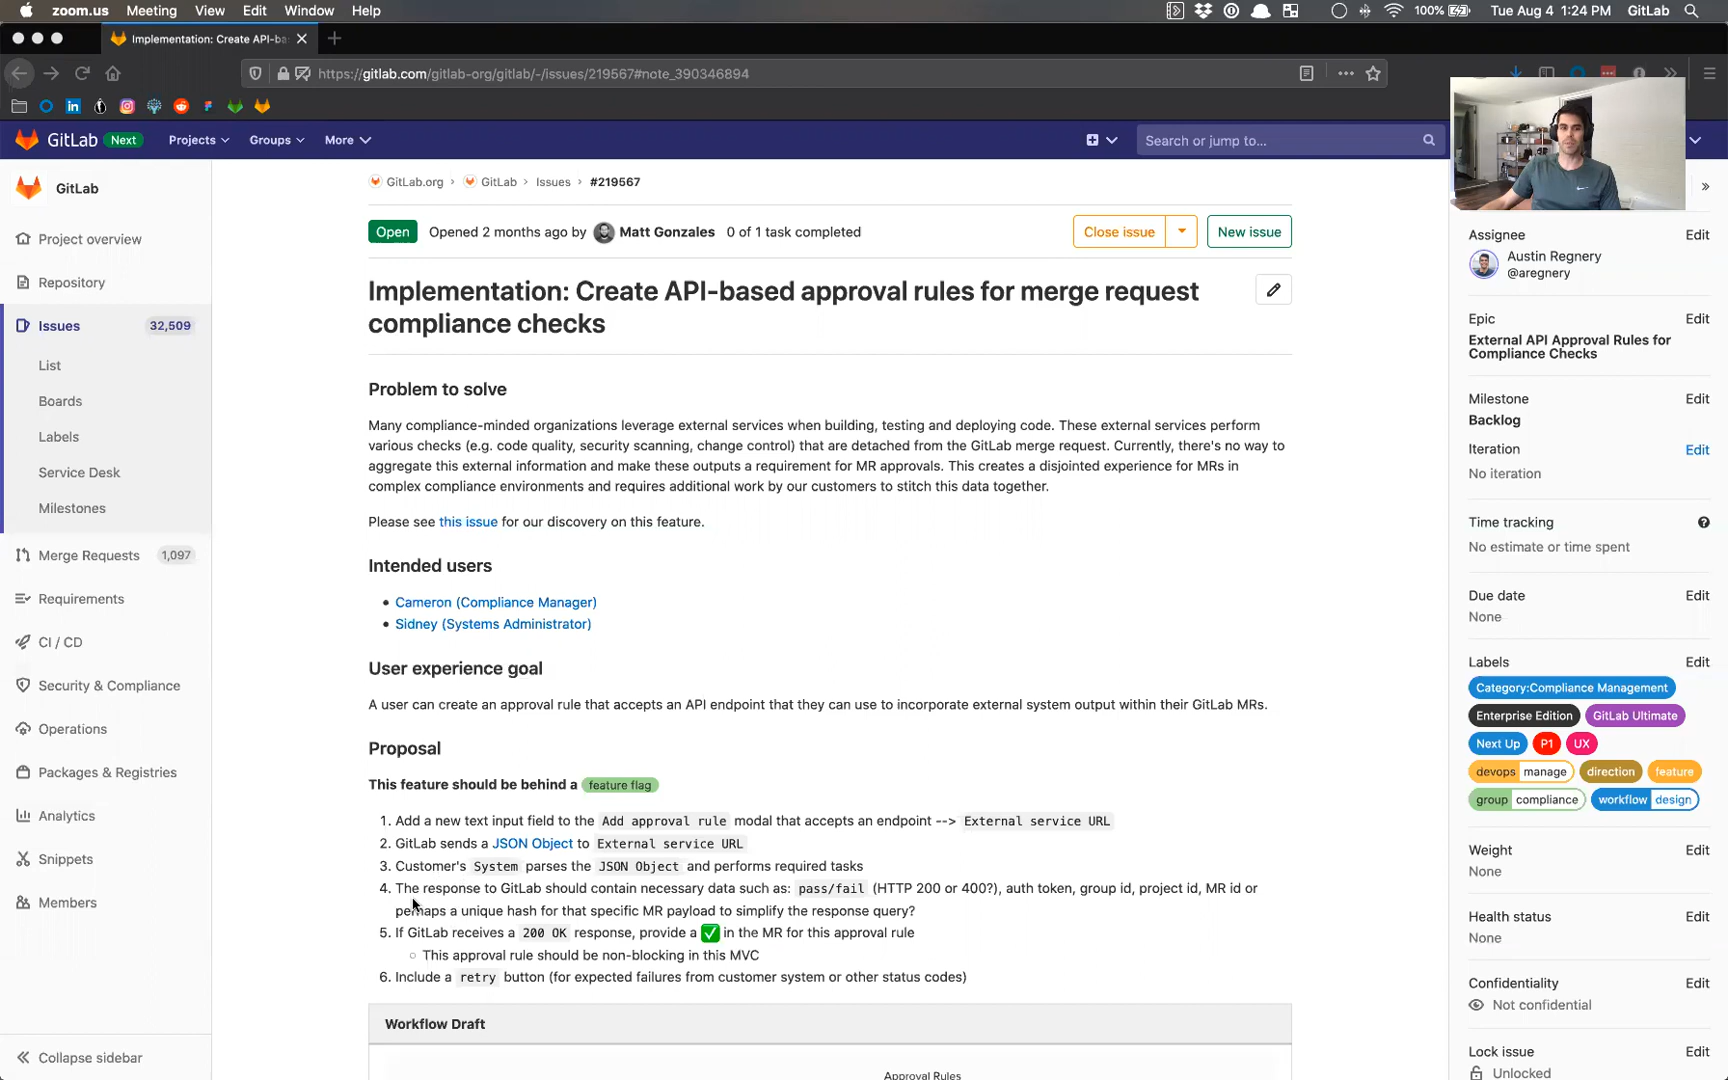 zoom.us Meeting View Edit Window Help 100% Tue Aug 4 1:24 PM GitLab
Implementation: Create API-ba
https://gitlab.com/gitlab-org/gitlab/-/issues/219567#note_390346894
GitLab Next Projects Groups More Search or jump to...
GitLab
Project overview
Repository
Issues 32,509
List
Boards
Labels
Service Desk
Milestones
Merge Requests 1,097
Requirements
CI / CD
Security & Compliance
Operations
Packages & Registries
Analytics
Snippets
Members
Collapse sidebar
GitLab.org › GitLab › Issues › #219567
Open Opened 2 months ago by Matt Gonzales 0 of 1 task completed Close issue New issue
Implementation: Create API-based approval rules for merge request
compliance checks
Problem to solve
Many compliance-minded organizations leverage external services when building, testing and deploying code. These external services perform
various checks (e.g. code quality, security scanning, change control) that are detached from the GitLab merge request. Currently, there's no way to
aggregate this external information and make these outputs a requirement for MR approvals. This creates a disjointed experience for MRs in
complex compliance environments and requires additional work by our customers to stitch this data together.
Please see this issue for our discovery on this feature.
Intended users
• Cameron (Compliance Manager)
• Sidney (Systems Administrator)
User experience goal
A user can create an approval rule that accepts an API endpoint that they can use to incorporate external system output within their GitLab MRs.
Proposal
This feature should be behind a feature flag
1. Add a new text input field to the Add approval rule modal that accepts an endpoint --> External service URL
2. GitLab sends a JSON Object to External service URL
3. Customer's System parses the JSON Object and performs required tasks
4. The response to GitLab should contain necessary data such as: pass/fail (HTTP 200 or 400?), auth token, group id, project id, MR id or
perhaps a unique hash for that specific MR payload to simplify the response query?
5. If GitLab receives a 200 OK response, provide a ✅ in the MR for this approval rule
○ This approval rule should be non-blocking in this MVC
6. Include a retry button (for expected failures from customer system or other status codes)
Workflow Draft
Approval Rules
Assignee Edit
Austin Regnery
@aregnery
Epic Edit
External API Approval Rules for
Compliance Checks
Milestone Edit
Backlog
Iteration Edit
No iteration
Time tracking
No estimate or time spent
Due date Edit
None
Labels Edit
Category:Compliance Management
Enterprise Edition GitLab Ultimate
Next Up P1 UX
devops manage direction feature
group compliance workflow design
Weight Edit
None
Health status Edit
None
Confidentiality Edit
Not confidential
Lock issue Edit
Unlocked